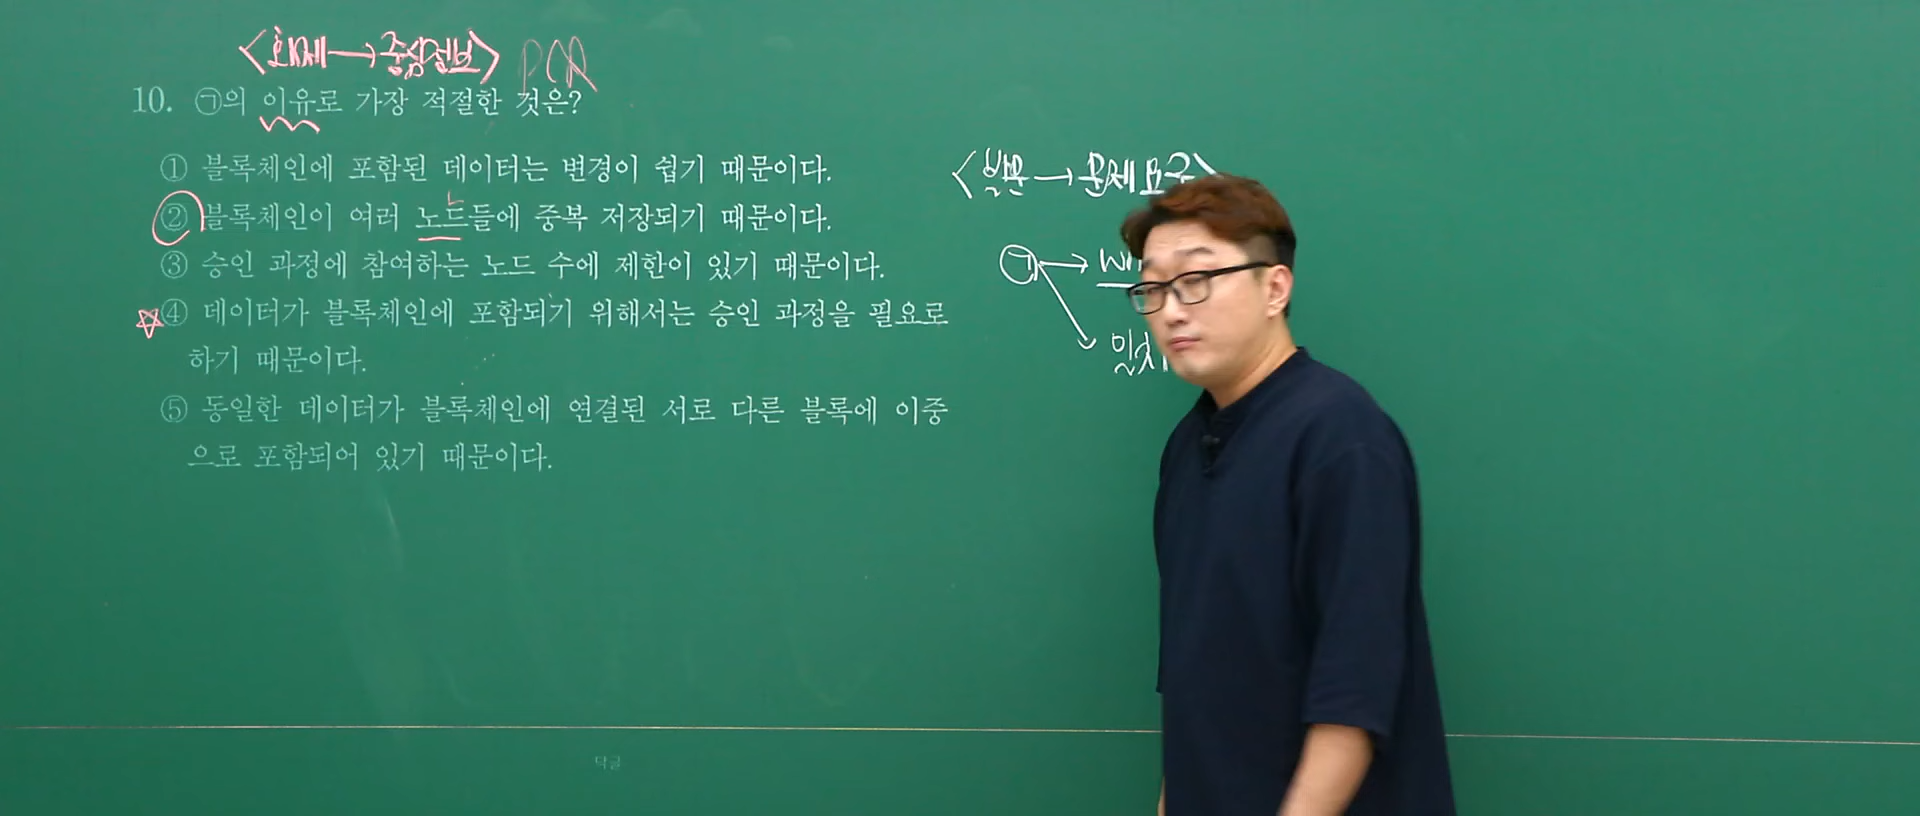 <화제→중심정보> PCR
10. ㉠의 이유로 가장 적절한 것은?
① 블록체인에 포함된 데이터는 변경이 쉽기 때문이다.
② 블록체인이 여러 노드들에 중복 저장되기 때문이다.
③ 승인 과정에 참여하는 노드 수에 제한이 있기 때문이다.
④ 데이터가 블록체인에 포함되기 위해서는 승인 과정을 필요로
하기 때문이다.
⑤ 동일한 데이터가 블록체인에 연결된 서로 다른 블록에 이중
으로 포함되어 있기 때문이다.
<발문→문제요구>
㉠→